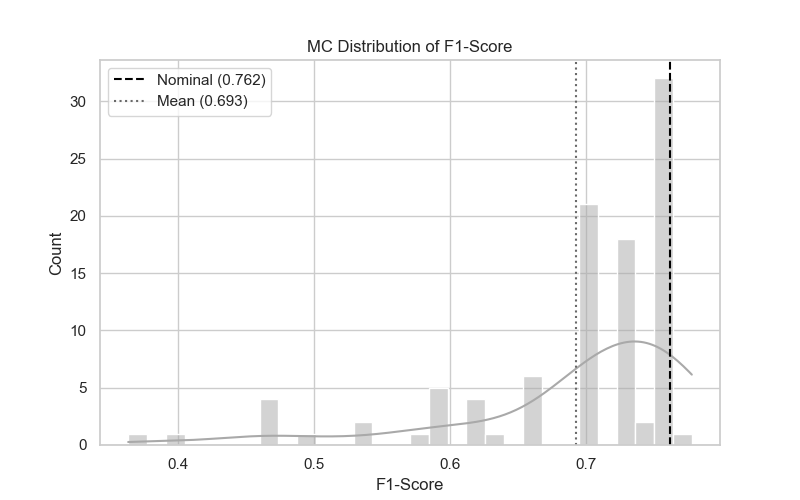 MC Distribution of F1-Score
Nominal (0.762)
Mean (0.693)
30
25
20
15
10
5
0
Count
0.4
0.5
0.6
0.7
F1-Score